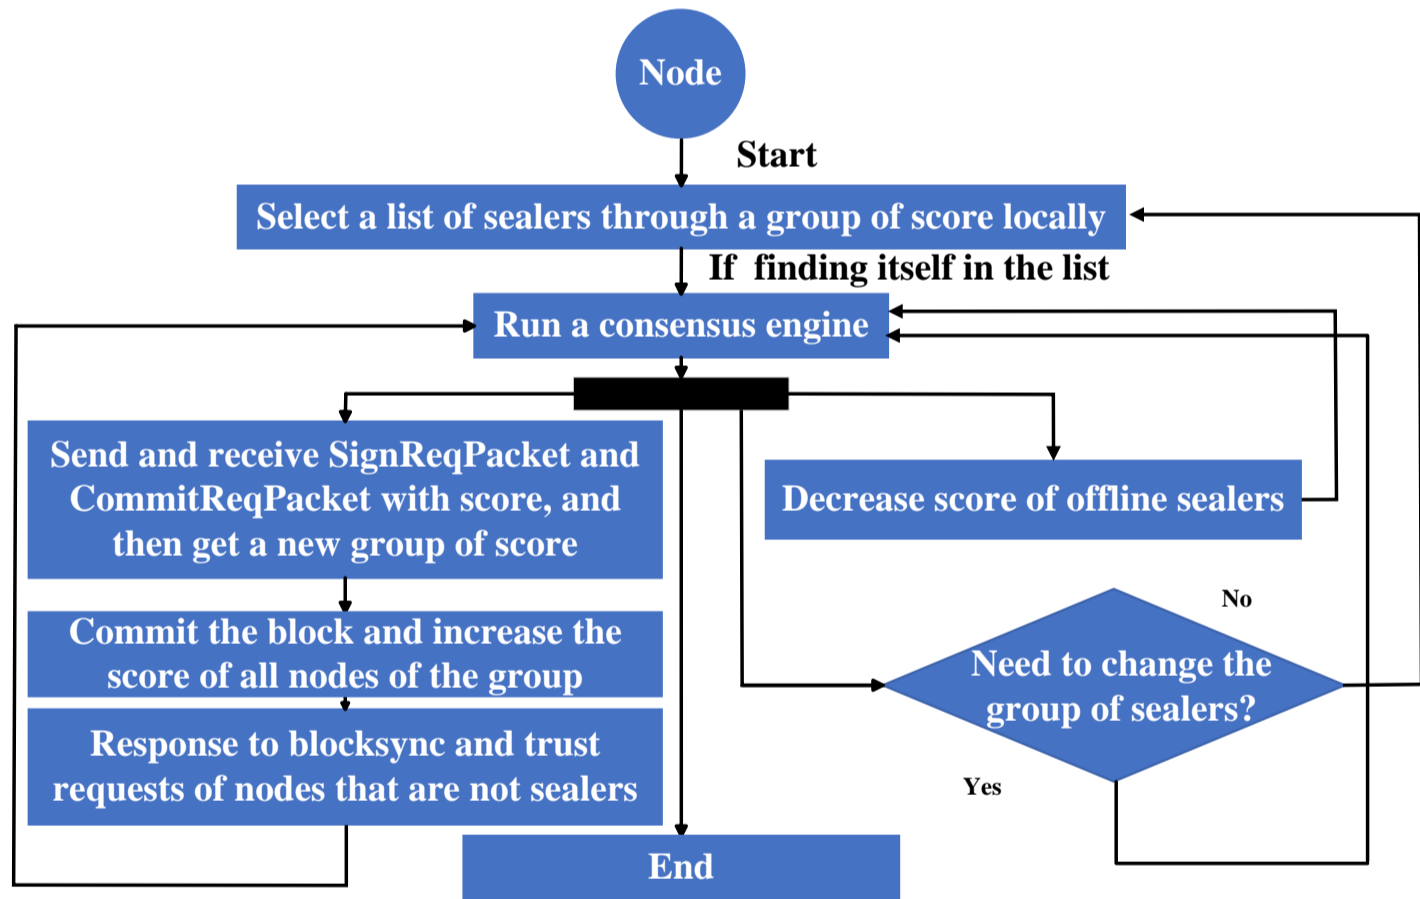 Node
Start
Select a list of sealers through a group of score locally
If finding itself in the list
Run a consensus engine
Send and receive SignReqPacket and
CommitReqPacket with score, and
then get a new group of score
Decrease score of offline sealers
No
Commit the block and increase the
score of all nodes of the group
Need to change the
group of sealers?
Response to blocksync and trust
requests of nodes that are not sealers
Yes
End